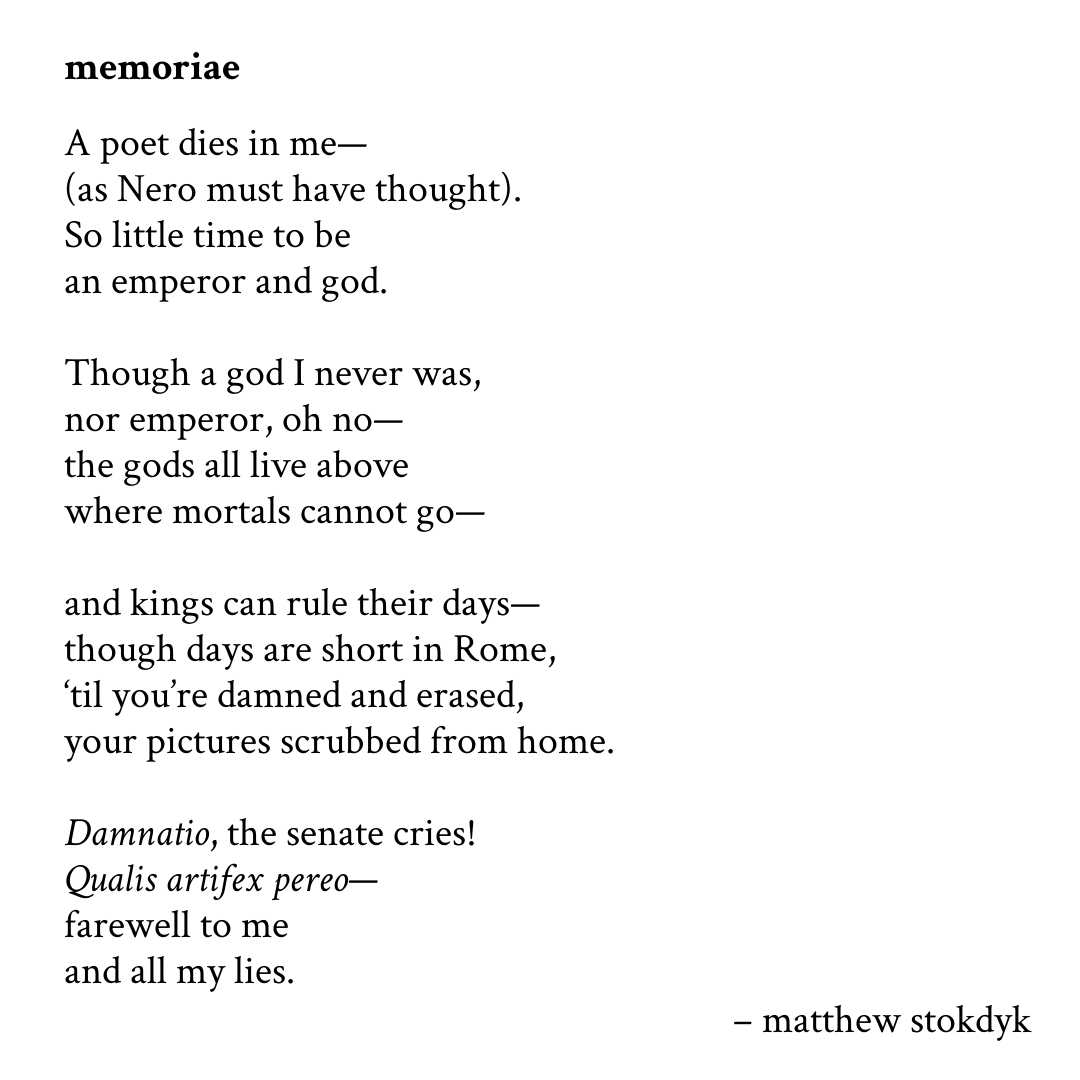 memoriae
A poet dies in me—
(as Nero must have thought).
So little time to be
an emperor and god.
Though a god I never was,
nor emperor, oh no—
the gods all live above
where mortals cannot go—
and kings can rule their days—
though days are short in Rome,
‘til you’re damned and erased,
your pictures scrubbed from home.
Damnatio, the senate cries!
Qualis artifex pereo—
farewell to me
and all my lies.
– matthew stokdyk